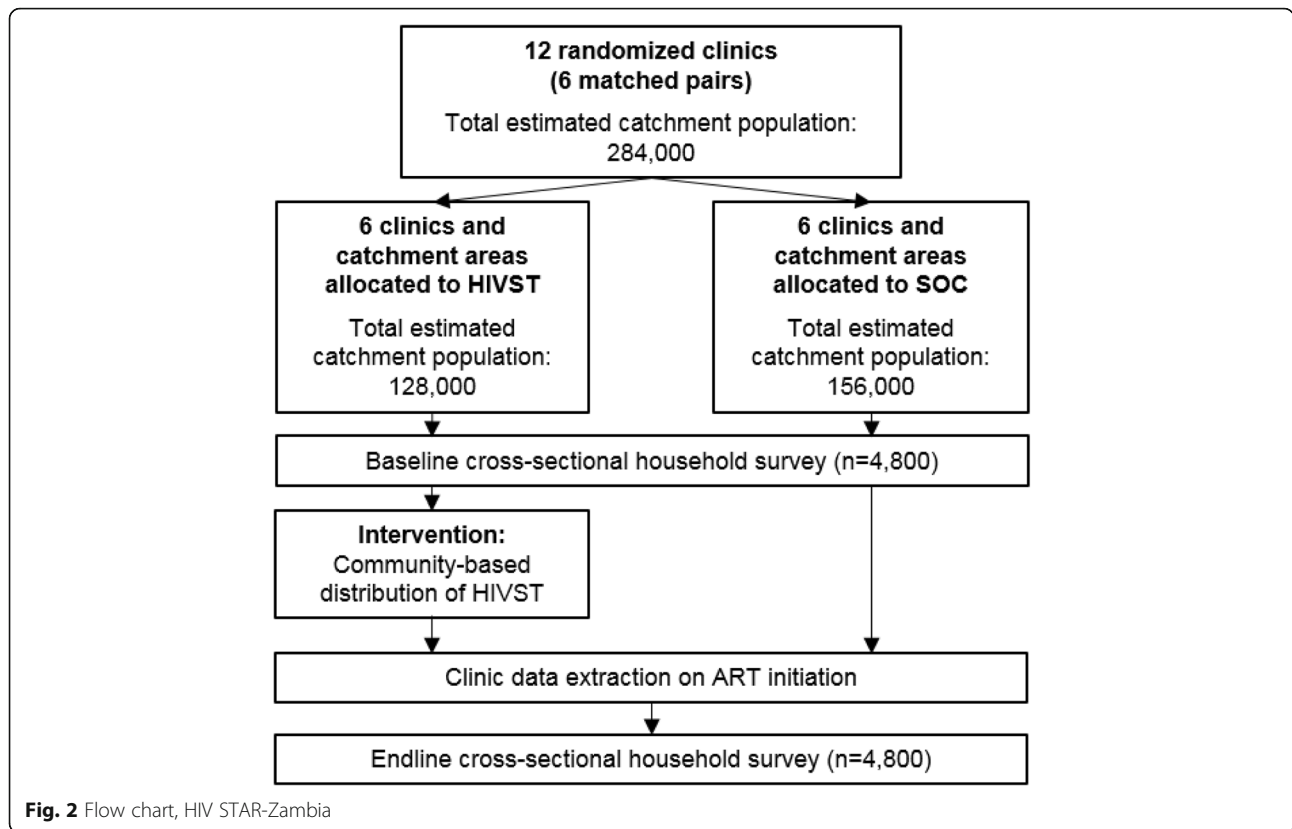 12 randomized clinics
(6 matched pairs)
Total estimated catchment population:
284,000
6 clinics and
catchment areas
allocated to HIVST
Total estimated
catchment population:
128,000
6 clinics and
catchment areas
allocated to SOC
Total estimated
catchment population:
156,000
Baseline cross-sectional household survey (n=4,800)
Intervention:
Community-based
distribution of HIVST
Clinic data extraction on ART initiation
Endline cross-sectional household survey (n=4,800)
Fig. 2 Flow chart, HIV STAR-Zambia